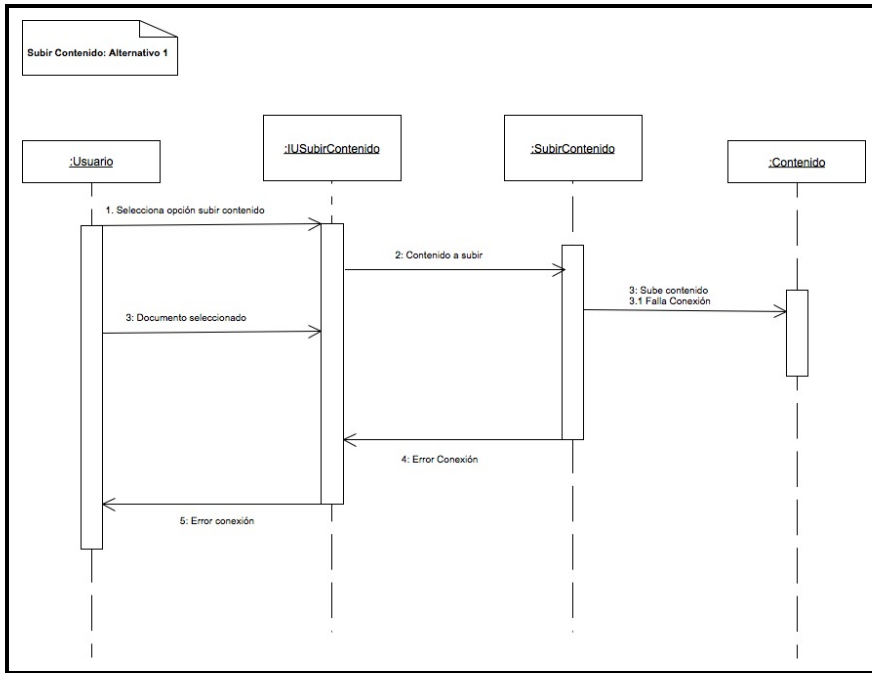 Subir Contenido: Alternativo 1
:Usuario
:IUSubirContenido
:SubirContenido
:Contenido
1. Selecciona opción subir contenido
2: Contenido a subir
3: Sube contenido
3.1 Falla Conexión
3: Documento seleccionado
4: Error Conexión
5: Error conexión